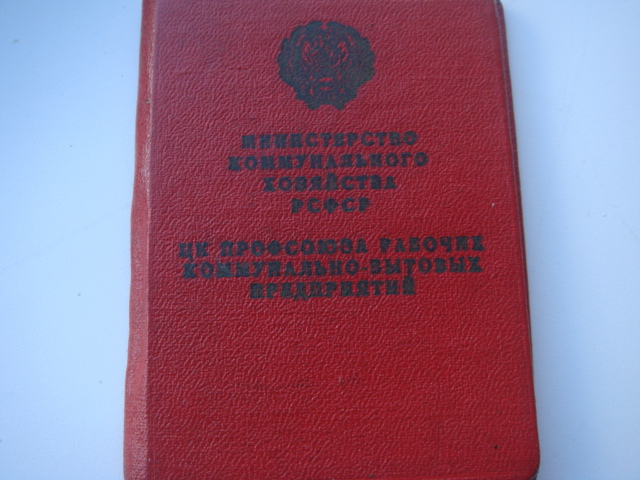 МИНИСТЕРСТВО
КОММУНАЛЬНОГО
ХОЗЯЙСТВА
РСФСР
ЦК ПРОФСОЮЗА РАБОЧИХ
КОММУНАЛЬНО-БЫТОВЫХ
ПРЕДПРИЯТИЙ